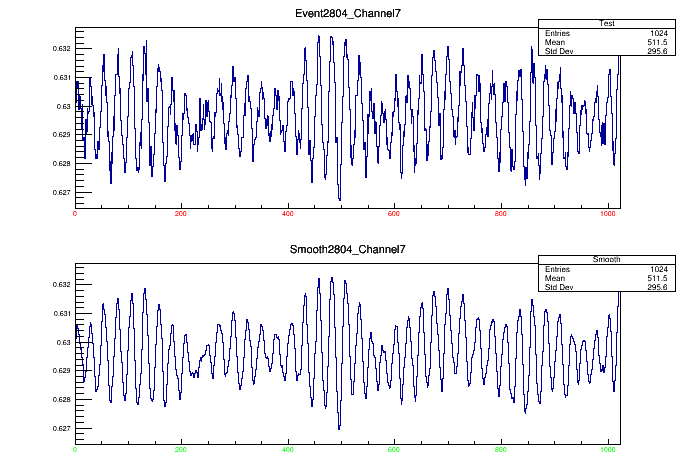 Event2804_Channel7
Test
Entries 1024
Mean 511.5
Std Dev 295.6
0.632
0.631
0.63
0.629
0.628
0.627
0 200 400 600 800 1000
Smooth2804_Channel7
Smooth
Entries 1024
Mean 511.5
Std Dev 295.6
0.632
0.631
0.63
0.629
0.628
0.627
0 200 400 600 800 1000